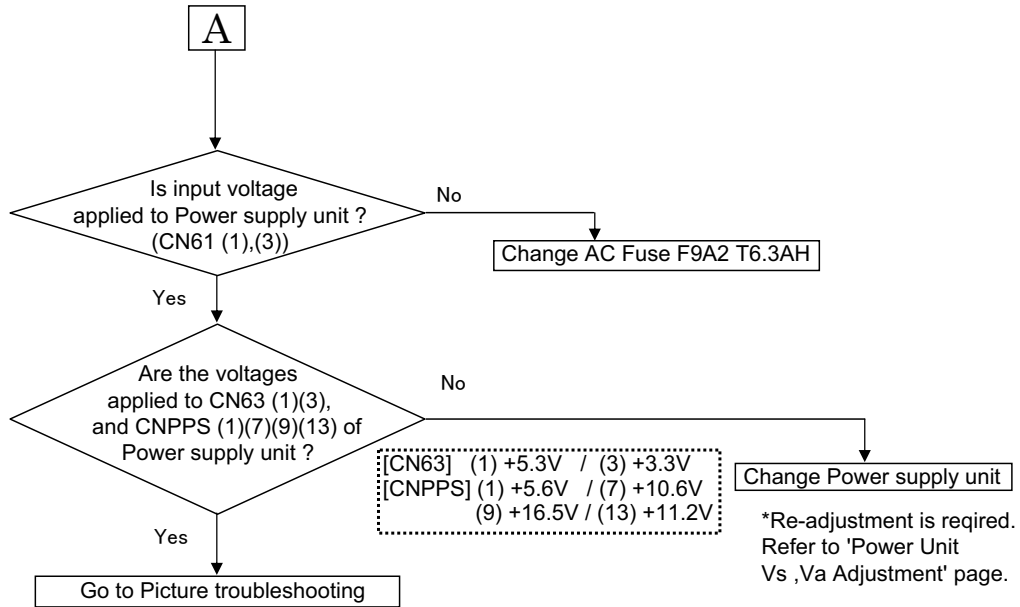 A
Is input voltage
applied to Power supply unit ?
(CN61 (1),(3))
No
Change AC Fuse F9A2 T6.3AH
Yes
Are the voltages
applied to CN63 (1)(3),
and CNPPS (1)(7)(9)(13) of
Power supply unit ?
No
[CN63] (1) +5.3V / (3) +3.3V
[CNPPS] (1) +5.6V / (7) +10.6V
(9) +16.5V / (13) +11.2V
Change Power supply unit
*Re-adjustment is reqired.
Refer to 'Power Unit
Vs ,Va Adjustment' page.
Yes
Go to Picture troubleshooting